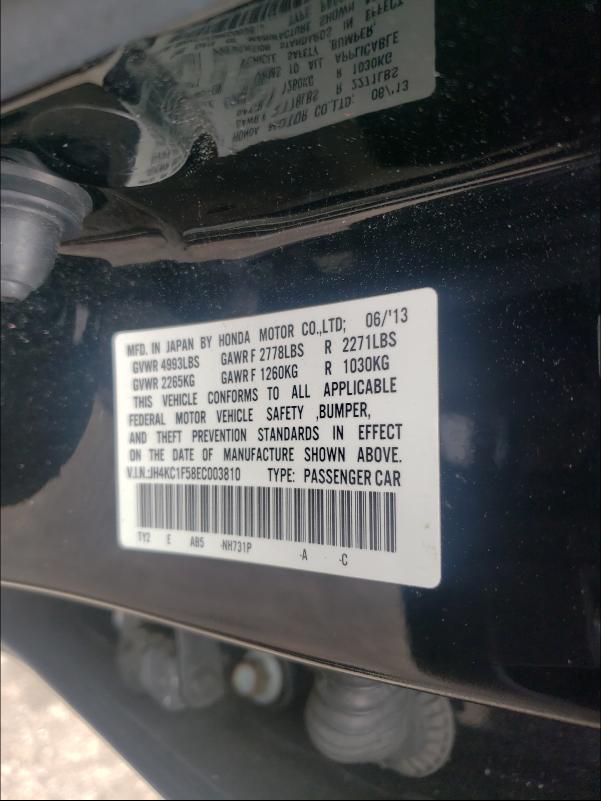 MFD. IN JAPAN BY HONDA MOTOR CO.,LTD; 06/'13
GVWR 4993LBS GAWR F 2778LBS R 2271LBS
GVWR 2265KG GAWR F 1260KG R 1030KG
THIS VEHICLE CONFORMS TO ALL APPLICABLE
FEDERAL MOTOR VEHICLE SAFETY ,BUMPER,
AND THEFT PREVENTION STANDARDS IN EFFECT
ON THE DATE OF MANUFACTURE SHOWN ABOVE.
V.I.N.:JH4KC1F58EC003810 TYPE: PASSENGER CAR
TY2 E AB5 -NH731P -A -C